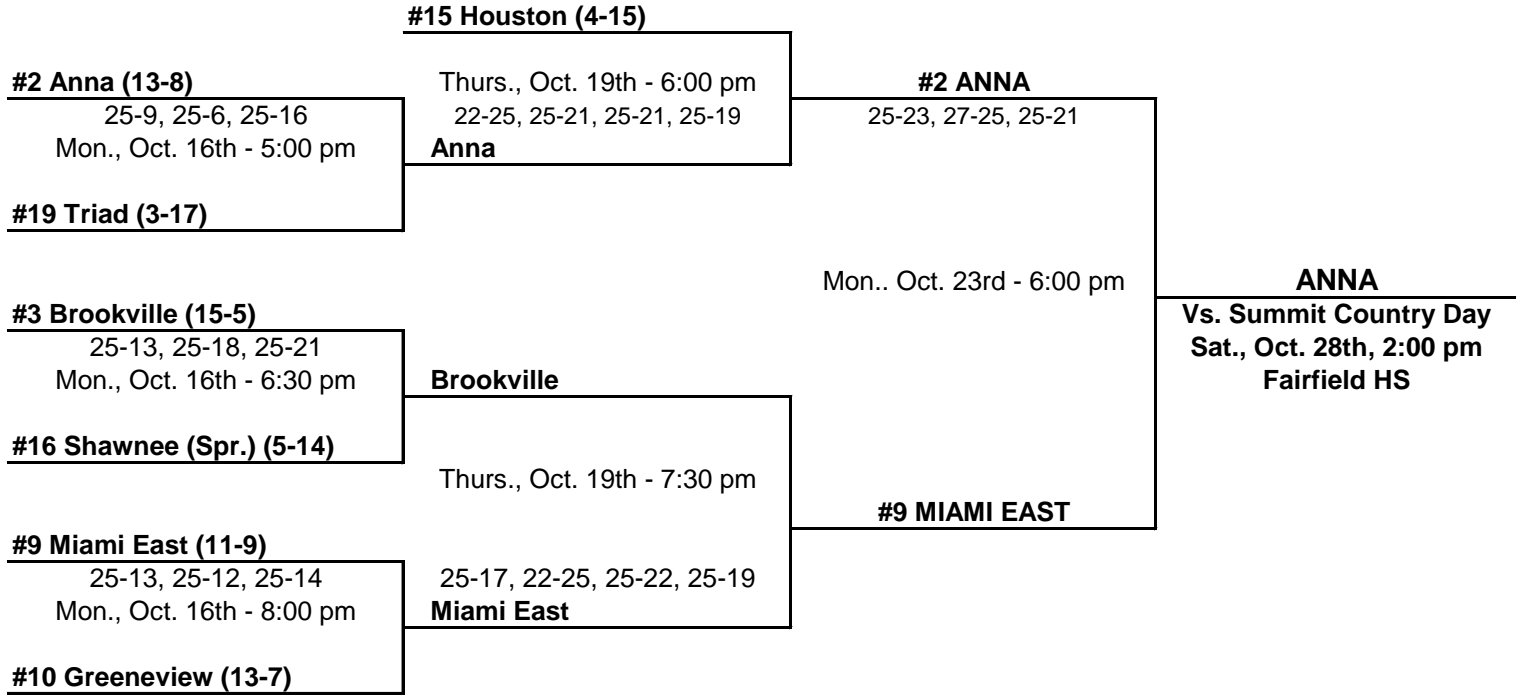 #15 Houston (4-15)
#2 Anna (13-8)
Thurs., Oct. 19th - 6:00 pm
#2 ANNA
25-9, 25-6, 25-16
22-25, 25-21, 25-21, 25-19
25-23, 27-25, 25-21
Mon., Oct. 16th - 5:00 pm
Anna
#19 Triad (3-17)
Mon.. Oct. 23rd - 6:00 pm
ANNA
#3 Brookville (15-5)
Vs. Summit Country Day
25-13, 25-18, 25-21
Sat., Oct. 28th, 2:00 pm
Mon., Oct. 16th - 6:30 pm
Brookville
Fairfield HS
#16 Shawnee (Spr.) (5-14)
Thurs., Oct. 19th - 7:30 pm
#9 MIAMI EAST
#9 Miami East (11-9)
25-13, 25-12, 25-14
25-17, 22-25, 25-22, 25-19
Mon., Oct. 16th - 8:00 pm
Miami East
#10 Greeneview (13-7)